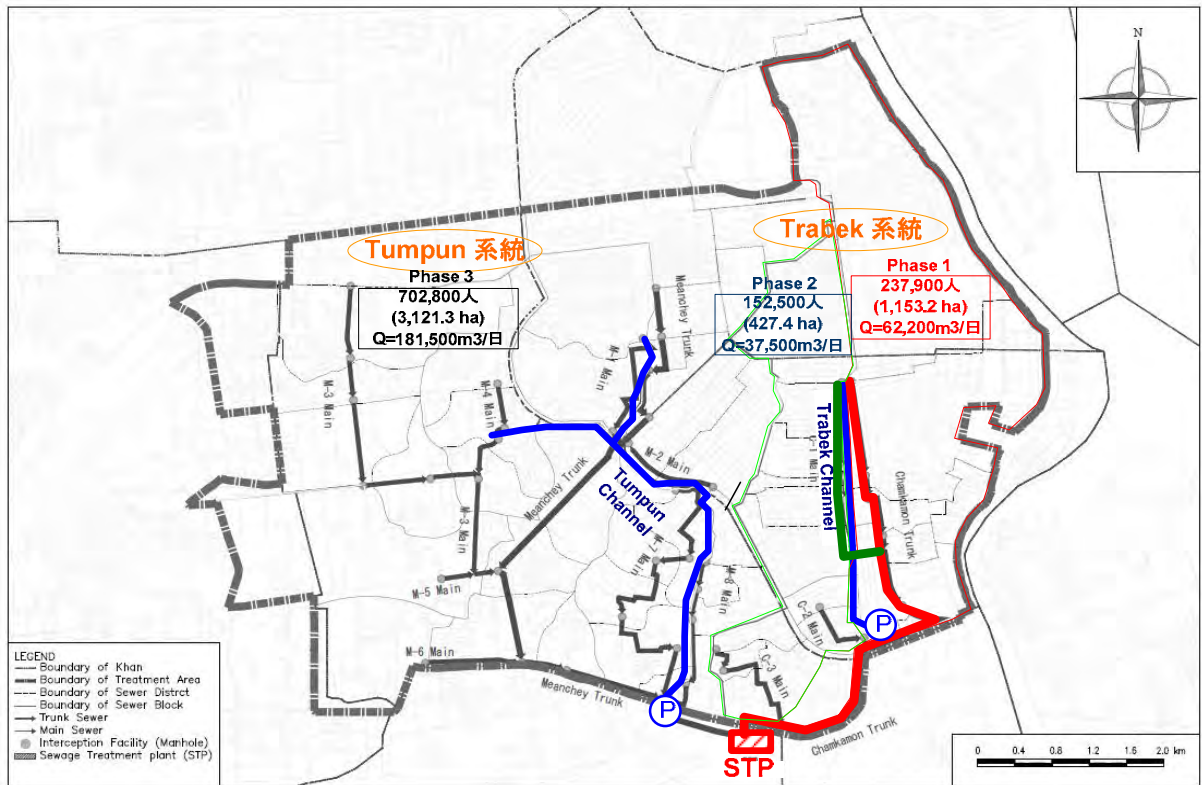 N
Tumpun 系統
Phase 3
702,800人
(3,121.3 ha)
Q=181,500m3/日
Trabek 系統
Phase 2
152,500人
(427.4 ha)
Q=37,500m3/日
Phase 1
237,900人
(1,153.2 ha)
Q=62,200m3/日
Meanchey Trunk
M-1 Main
M-3 Main
M-4 Main
M-2 Main
Tumpun
Channel
Meanchey Trunk
M-3 Main
M-5 Main
M-7 Main
M-8 Main
C-1 Main
Trabek Channel
Chamkamon Trunk
C-2 Main
P
M-6 Main
Meanchey Trunk
C-3 Main
P
Chamkamon Trunk
STP
LEGEND
Boundary of Khan
Boundary of Treatment Area
Boundary of Sewer Distrct
Boundary of Sewer Block
Trunk Sewer
Main Sewer
Interception Facility (Manhole)
Sewage Treatment plant (STP)
0 0.4 0.8 1.2 1.6 2.0 km